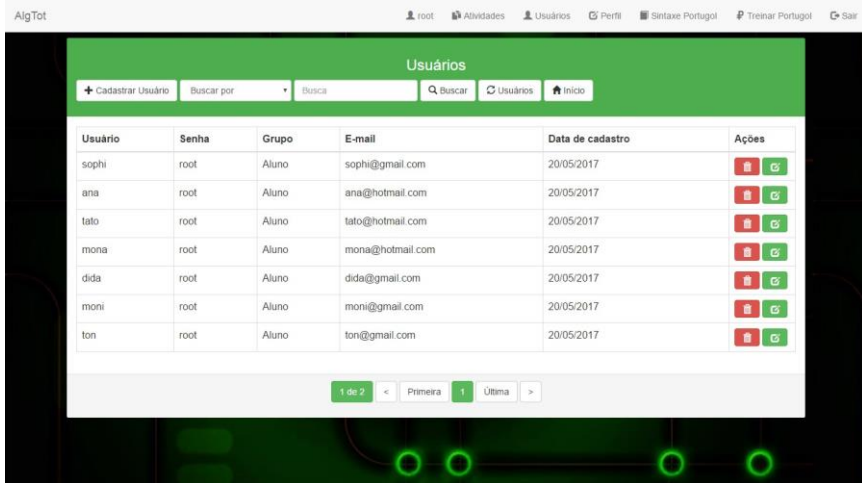 AlgTot root Atividades Usuários Perfil Sintaxe Portugol Treinar Portugol Sair
Usuários
Cadastrar Usuário Buscar por Busca Buscar Usuários Início
Usuário Senha Grupo E-mail Data de cadastro Ações
sophi root Aluno sophi@gmail.com 20/05/2017
ana root Aluno ana@hotmail.com 20/05/2017
tato root Aluno tato@hotmail.com 20/05/2017
mona root Aluno mona@hotmail.com 20/05/2017
dida root Aluno dida@gmail.com 20/05/2017
moni root Aluno moni@gmail.com 20/05/2017
ton root Aluno ton@gmail.com 20/05/2017
1 de 2 < Primeira 1 Última >